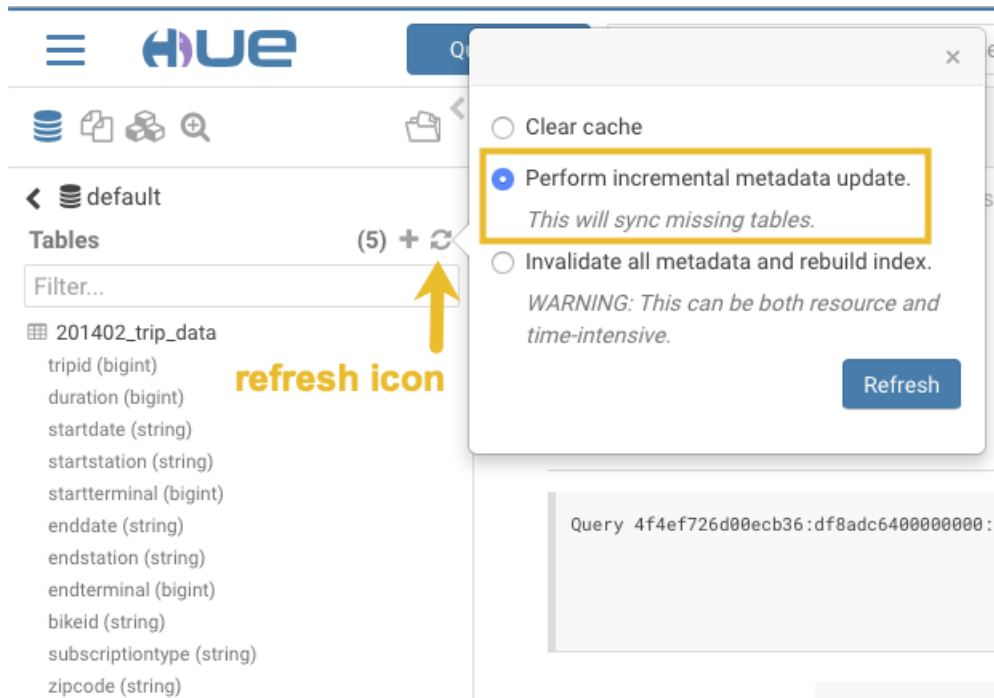 HUE
Qu
×
Clear cache
Perform incremental metadata update.
This will sync missing tables.
Invalidate all metadata and rebuild index.
WARNING: This can be both resource and
time-intensive.
Refresh
default
Tables (5)
Filter...
refresh icon
201402_trip_data
tripid (bigint)
duration (bigint)
startdate (string)
startstation (string)
startterminal (bigint)
enddate (string)
endstation (string)
endterminal (bigint)
bikeid (string)
subscriptiontype (string)
zipcode (string)
Query 4f4ef726d00ecb36:df8adc6400000000: